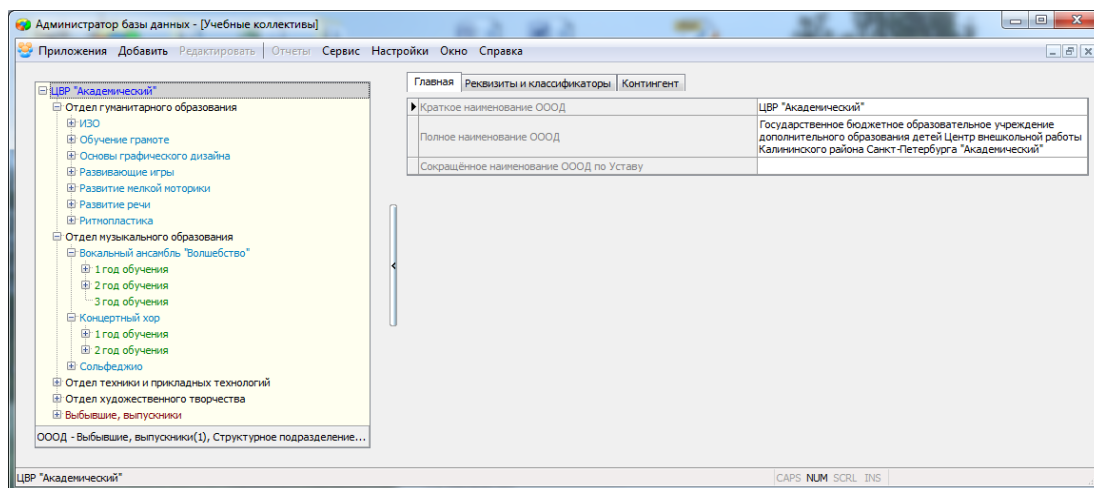 Администратор базы данных - [Учебные коллективы]
Приложения Добавить Редактировать Отчеты Сервис Настройки Окно Справка
ЦВР "Академический"
Отдел гуманитарного образования
ИЗО
Обучение грамоте
Основы графического дизайна
Развивающие игры
Развитие мелкой моторики
Развитие речи
Ритмопластика
Отдел музыкального образования
Вокальный ансамбль "Волшебство"
1 год обучения
2 год обучения
3 год обучения
Концертный хор
1 год обучения
2 год обучения
Сольфеджио
Отдел техники и прикладных технологий
Отдел художественного творчества
Выбывшие, выпускники
ОООД - Выбывшие, выпускники(1), Структурное подразделение...
Главная Реквизиты и классификаторы Контингент
Краткое наименование ОООД ЦВР "Академический"
Полное наименование ОООД
Государственное бюджетное образовательное учреждение
дополнительного образования детей Центр внешкольной работы
Калининского района Санкт-Петербурга "Академический"
Сокращённое наименование ОООД по Уставу
ЦВР "Академический"
CAPS NUM SCRL INS